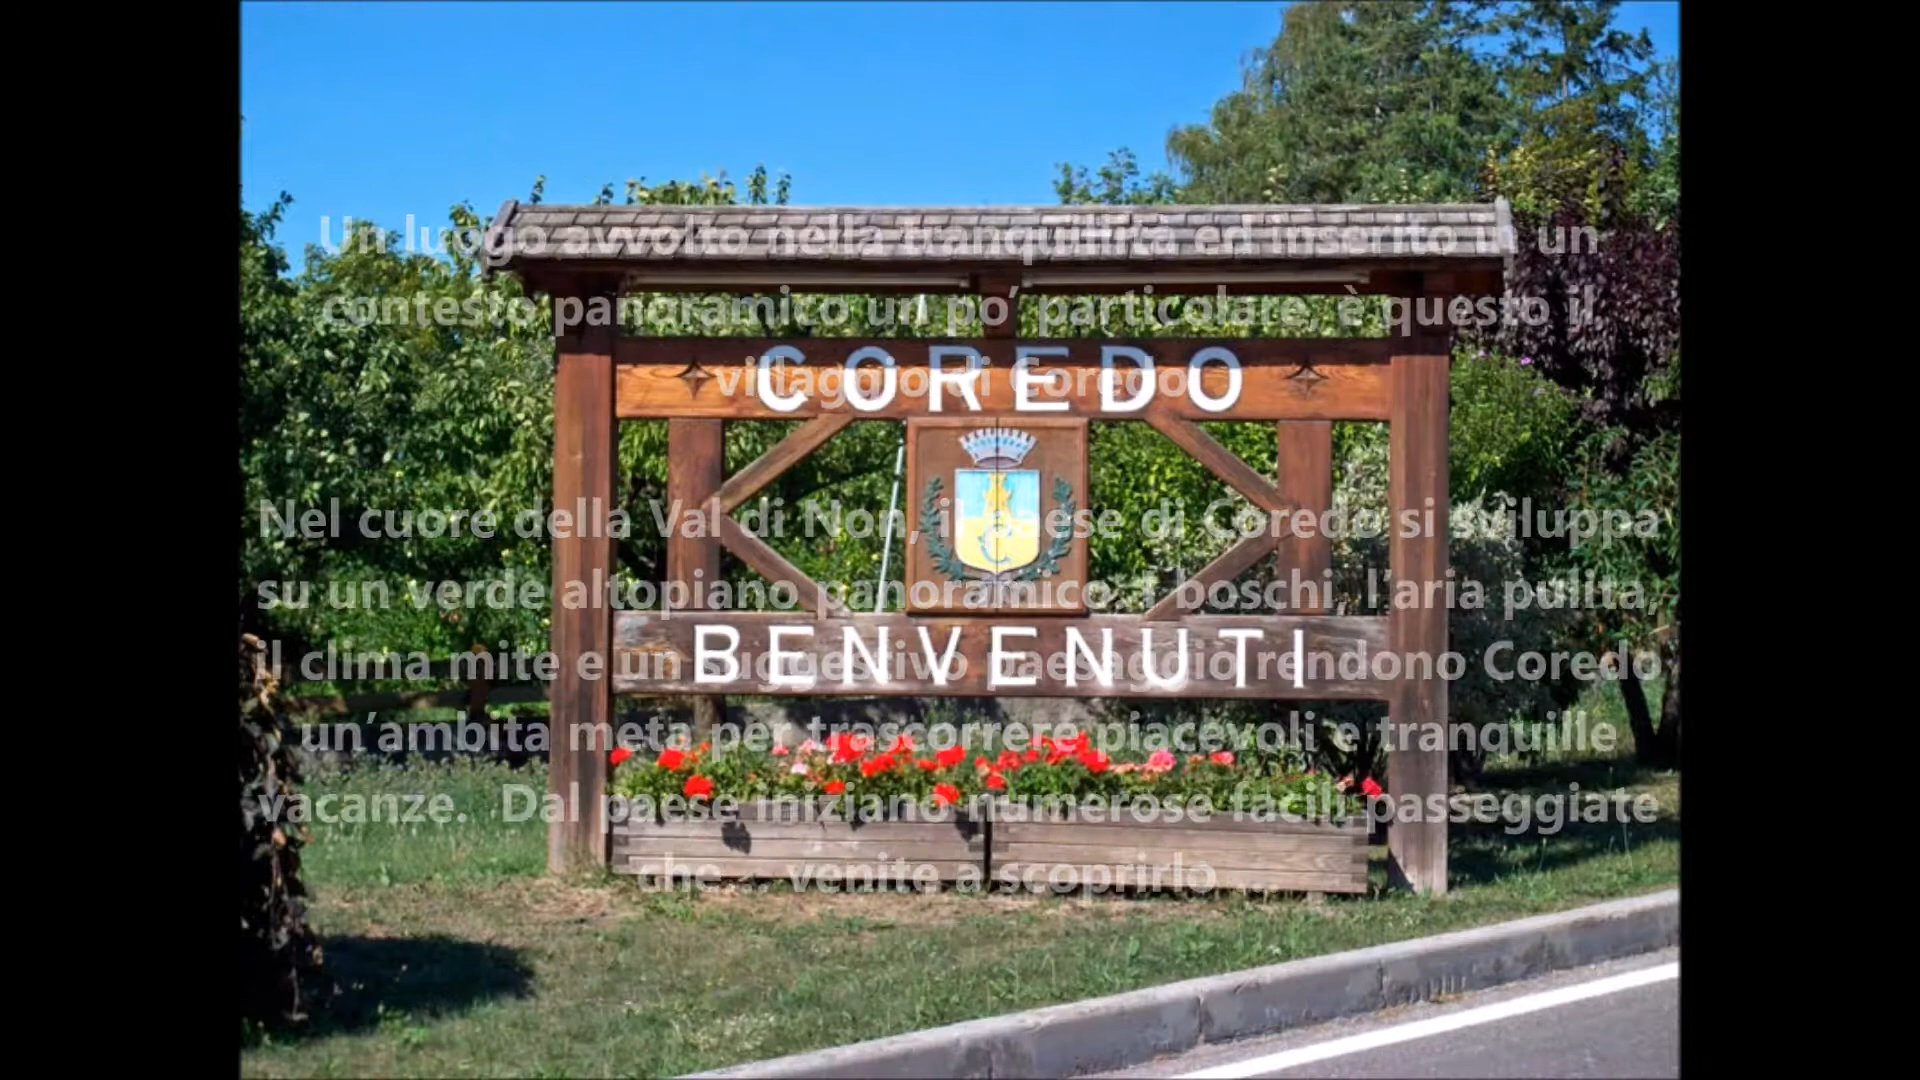 Un luogo avvolto nella tranquillità ed inserito in un
contesto panoramico un po’ particolare, è questo il
villaggio di Coredo.
COREDO
Nel cuore della Val di Non, il paese di Coredo si sviluppa
su un verde altopiano panoramico. I boschi, l’aria pulita,
il clima mite e un suggestivo paesaggio rendono Coredo
BENVENUTI
un’ambita meta per trascorrere piacevoli e tranquille
vacanze. Dal paese iniziano numerose facili passeggiate
che … venite a scoprirlo